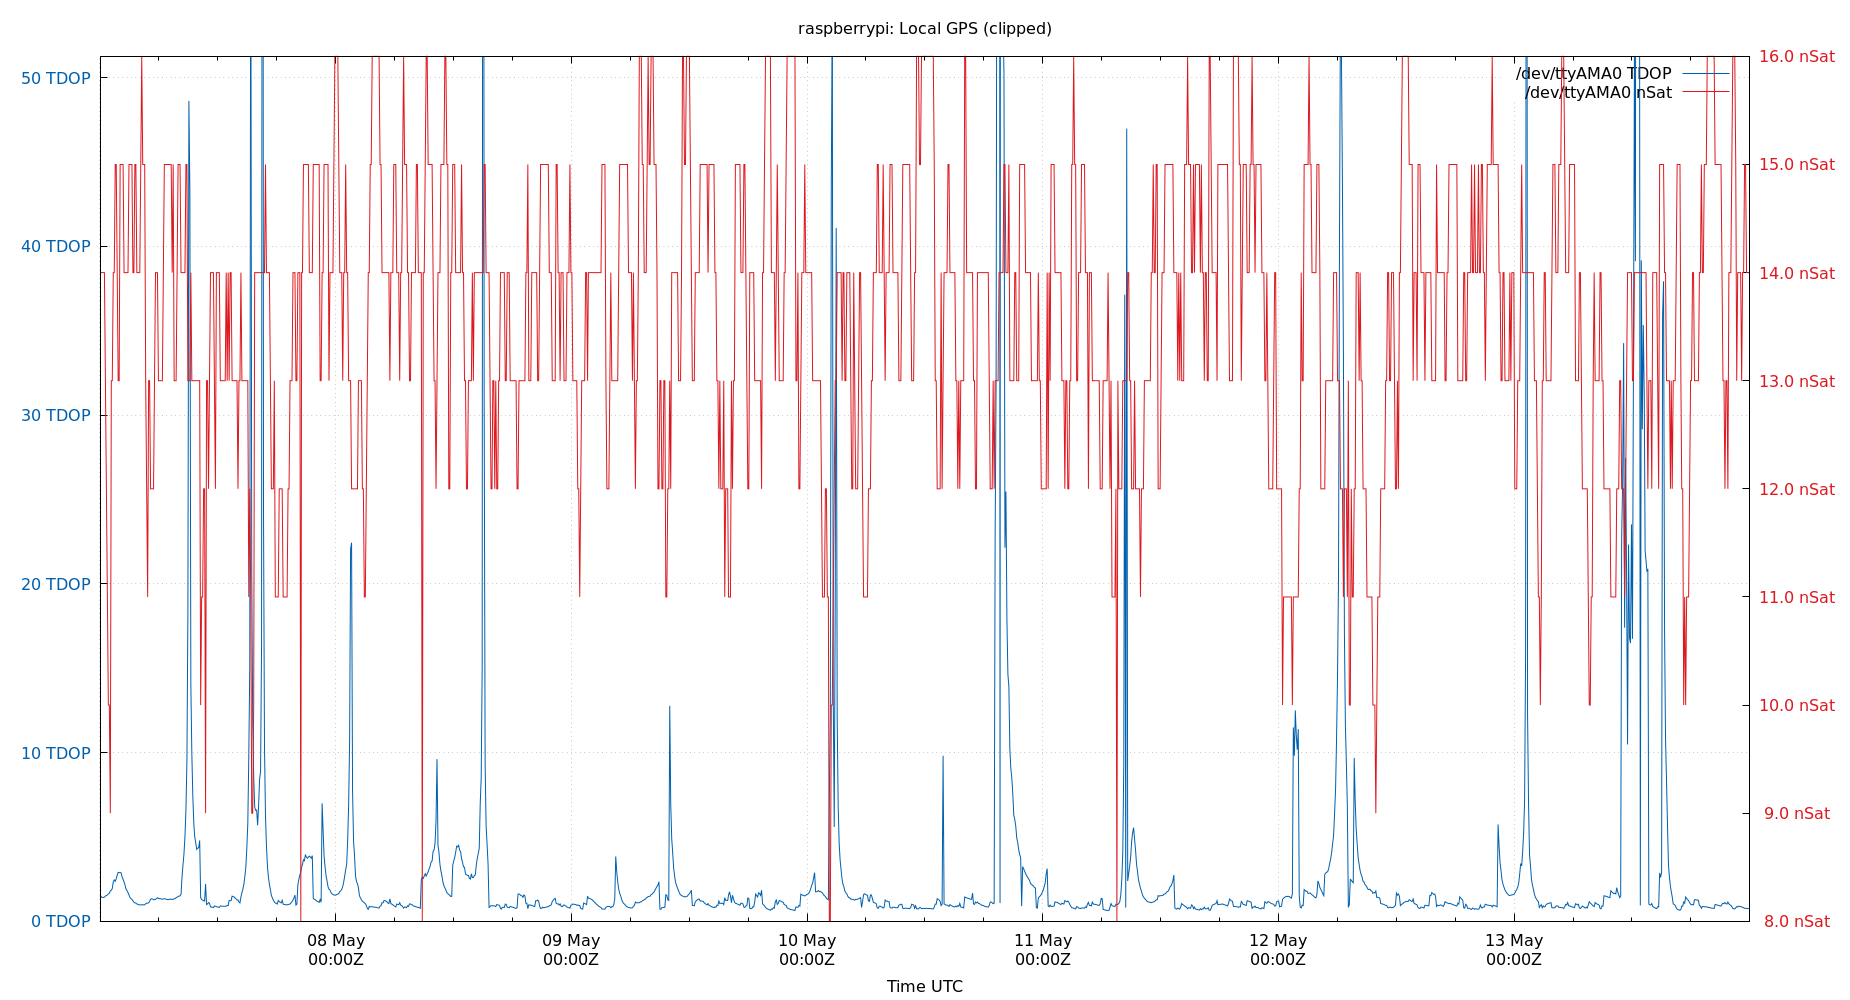 raspberrypi: Local GPS (clipped)
50 TDOP
40 TDOP
30 TDOP
20 TDOP
10 TDOP
0 TDOP
16.0 nSat
15.0 nSat
14.0 nSat
13.0 nSat
12.0 nSat
11.0 nSat
10.0 nSat
9.0 nSat
8.0 nSat
/dev/ttyAMA0 TDOP
/dev/ttyAMA0 nSat
08 May
00:00Z
09 May
00:00Z
10 May
00:00Z
11 May
00:00Z
12 May
00:00Z
13 May
00:00Z
Time UTC